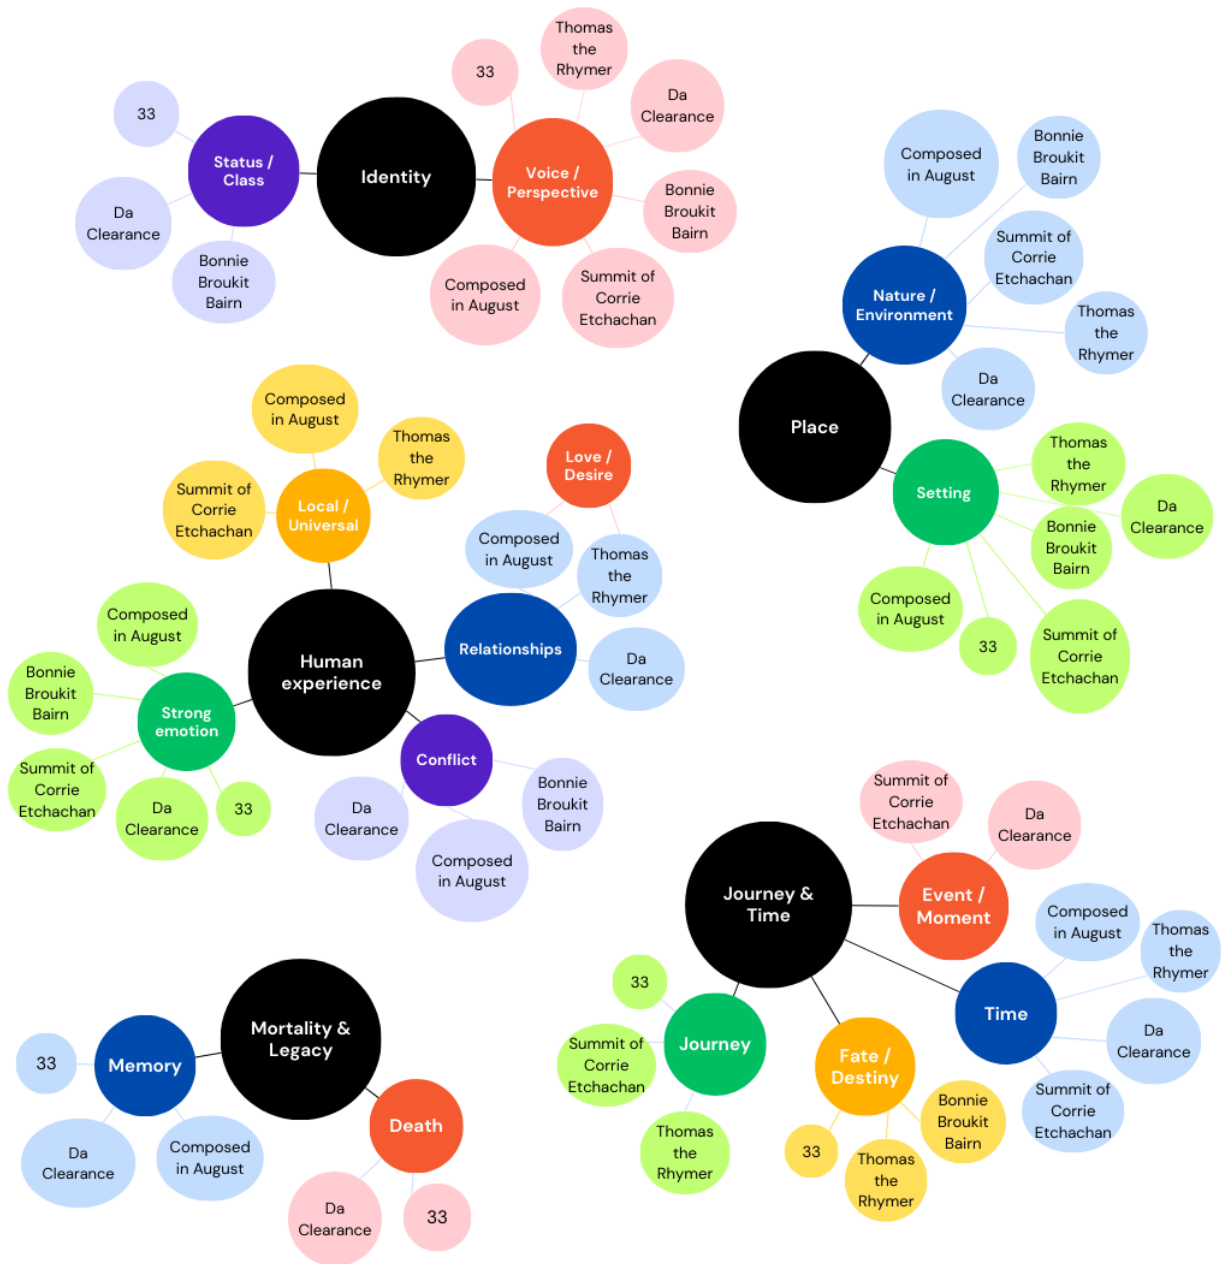 33
Status /
Class
Da
Clearance
Bonnie
Broukit
Bairn
Identity
33
Thomas
the
Rhymer
Da
Clearance
Voice /
Perspective
Bonnie
Broukit
Bairn
Composed
in August
Summit of
Corrie
Etchachan
Composed
in August
Bonnie
Broukit
Bairn
Summit of
Corrie
Etchachan
Nature /
Environment
Thomas
the
Rhymer
Da
Clearance
Place
Setting
Thomas
the
Rhymer
Da
Clearance
Bonnie
Broukit
Bairn
Composed
in August
33
Summit of
Corrie
Etchachan
Composed
in August
Thomas
the
Rhymer
Summit of
Corrie
Etchachan
Local /
Universal
Love /
Desire
Composed
in August
Thomas
the
Rhymer
Relationships
Da
Clearance
Human
experience
Composed
in August
Bonnie
Broukit
Bairn
Strong
emotion
Summit of
Corrie
Etchachan
Da
Clearance
33
Conflict
Da
Clearance
Bonnie
Broukit
Bairn
Composed
in August
Summit of
Corrie
Etchachan
Da
Clearance
Journey &
Time
Event /
Moment
Composed
in August
Thomas
the
Rhymer
Time
Da
Clearance
Summit of
Corrie
Etchachan
33
Journey
Summit of
Corrie
Etchachan
Thomas
the
Rhymer
Fate /
Destiny
Bonnie
Broukit
Bairn
33
Thomas
the
Rhymer
Mortality &
Legacy
Memory
33
Da
Clearance
Composed
in August
Death
Da
Clearance
33